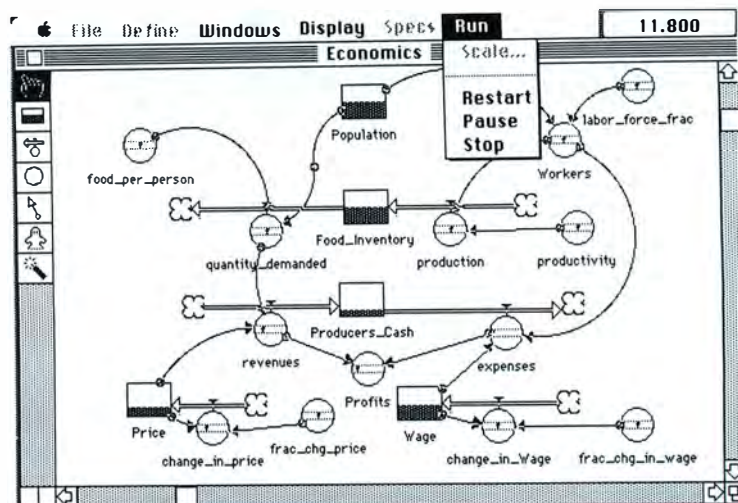 File Define Windows Display Specs Run 11.800
Economics
Scale...
Restart
Pause
Stop
Population
labor_force_frac
Workers
food_per_person
Food_Inventory
quantity_demanded
production
productivity
Producers_Cash
revenues
expenses
Profits
Price
Wage
change_in_price
frac_chg_price
change_in_Wage
frac_chg_in_wage